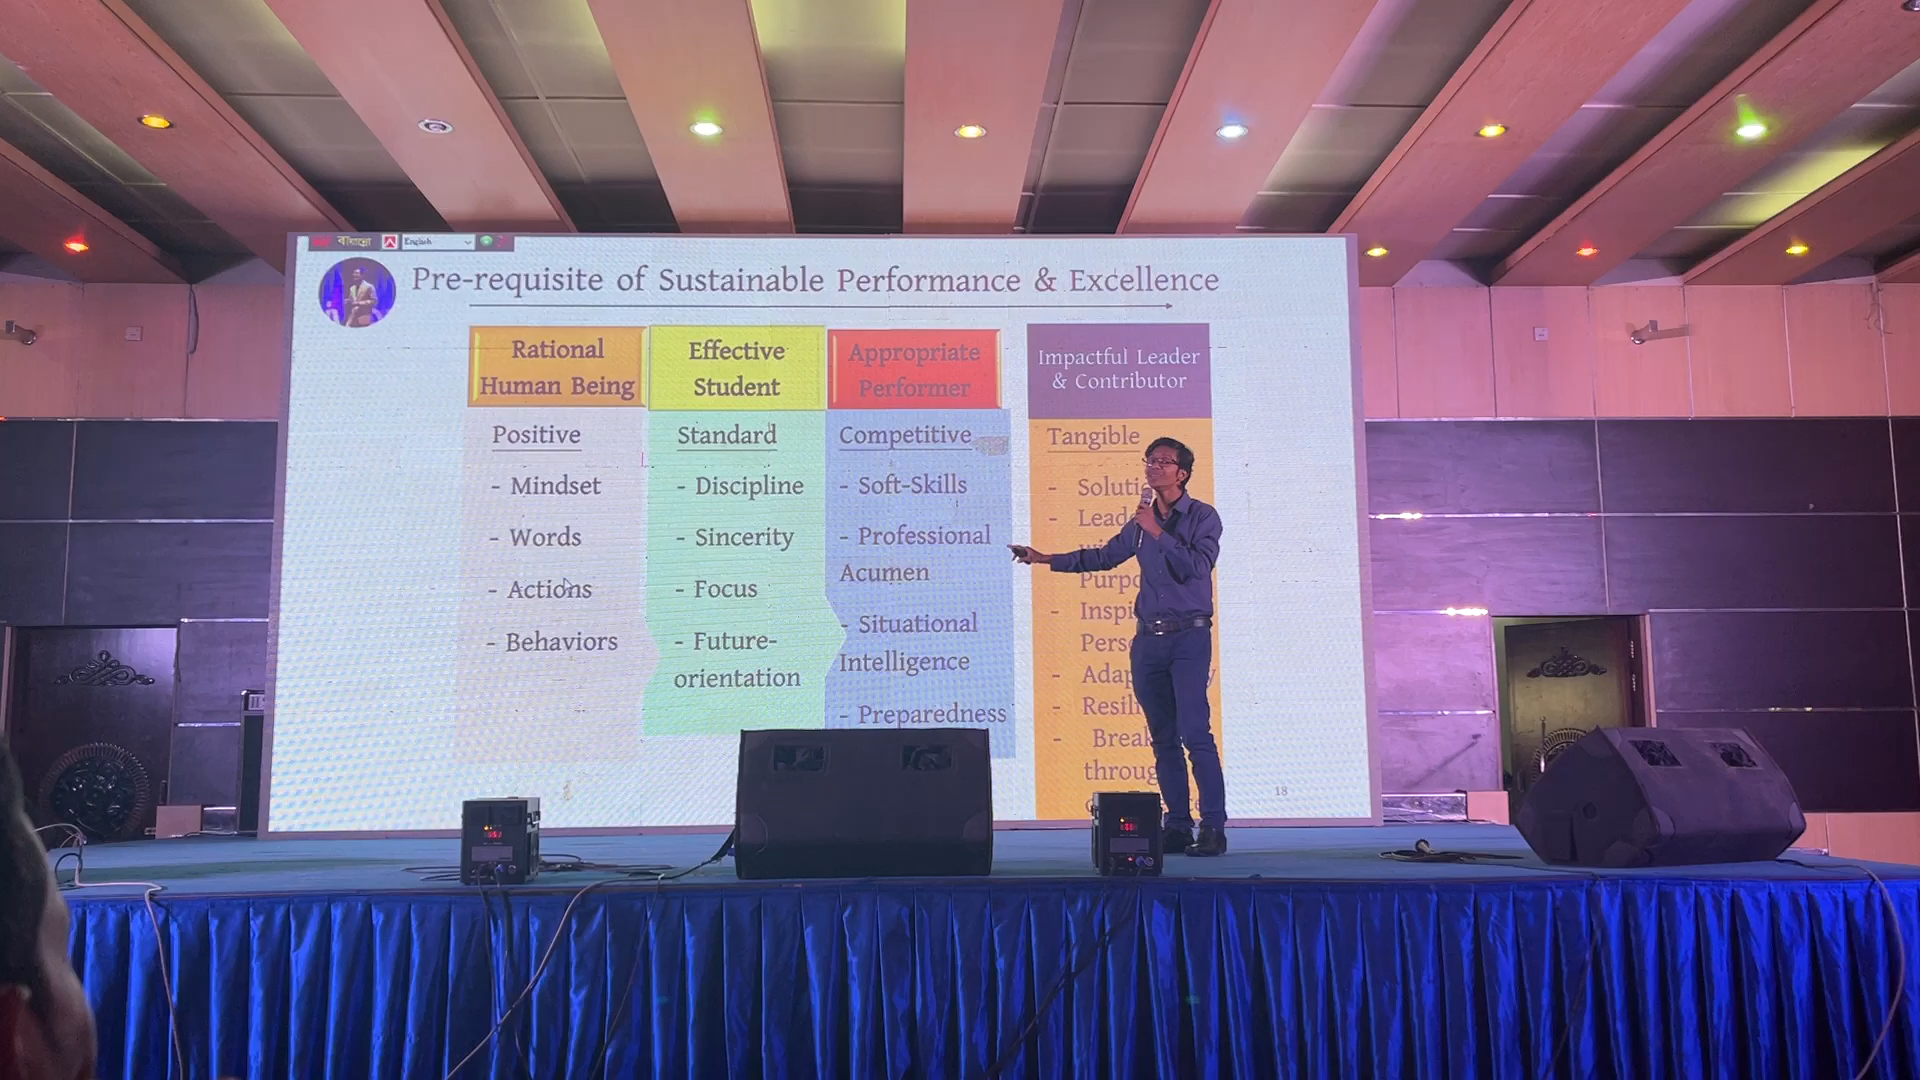 বাংলা
English
Pre-requisite of Sustainable Performance & Excellence
Rational
Human Being
Positive
- Mindset
- Words
- Actions
- Behaviors
Effective
Student
Standard
- Discipline
- Sincerity
- Focus
- Future-
orientation
Appropriate
Performer
Competitive
- Soft-Skills
- Professional
Acumen
- Situational
Intelligence
- Preparedness
Impactful Leader
& Contributor
Tangible
18